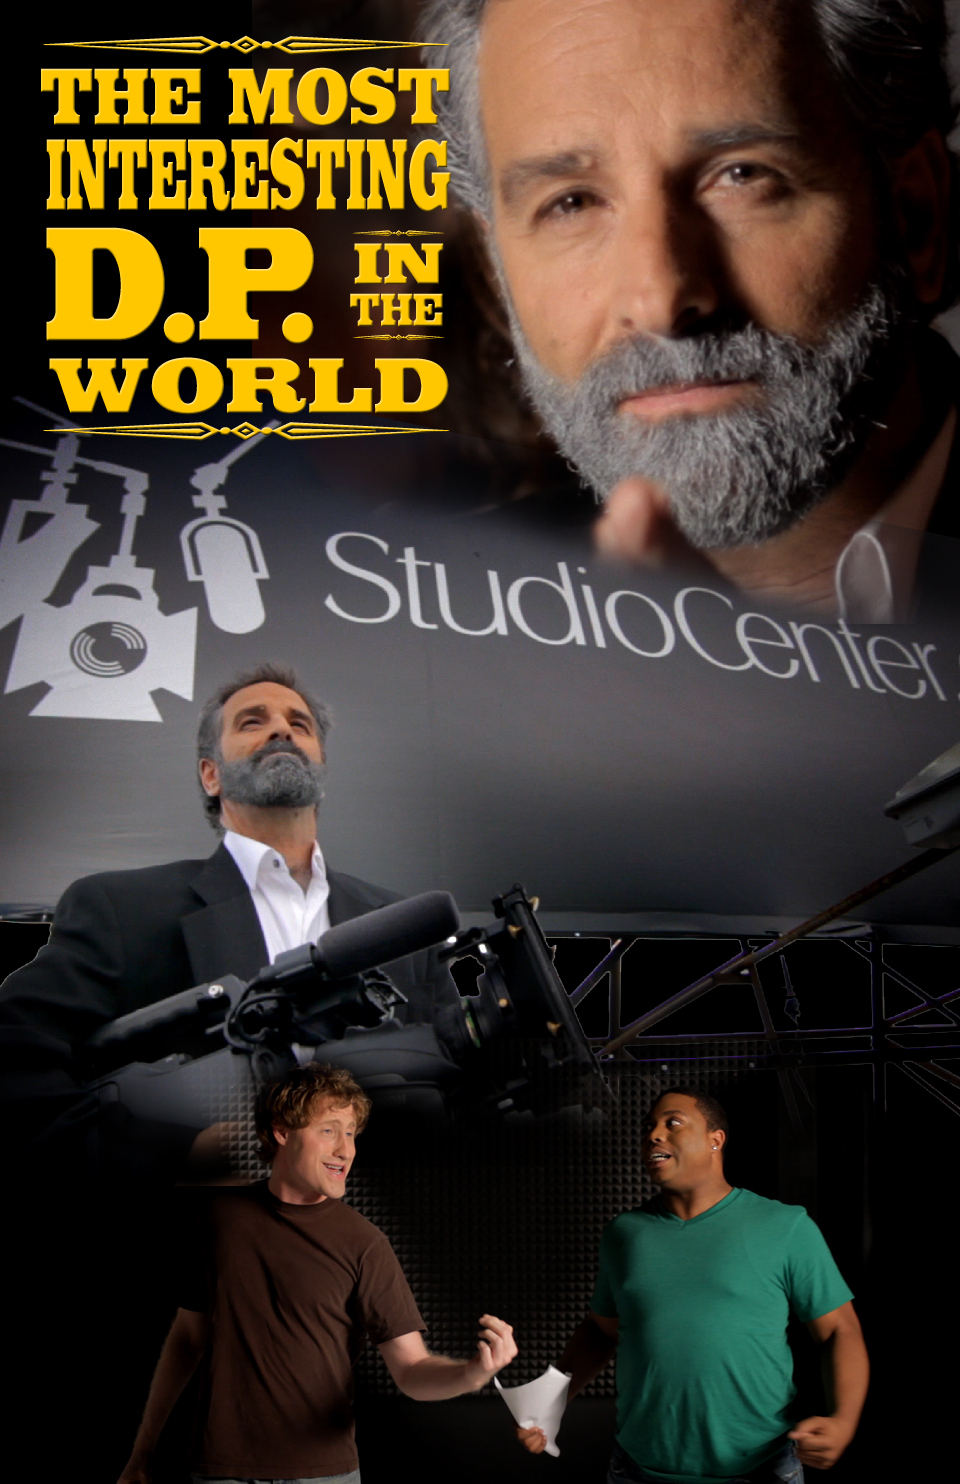 THE MOST
INTERESTING
D.P. IN
THE
WORLD
StudioCenter.